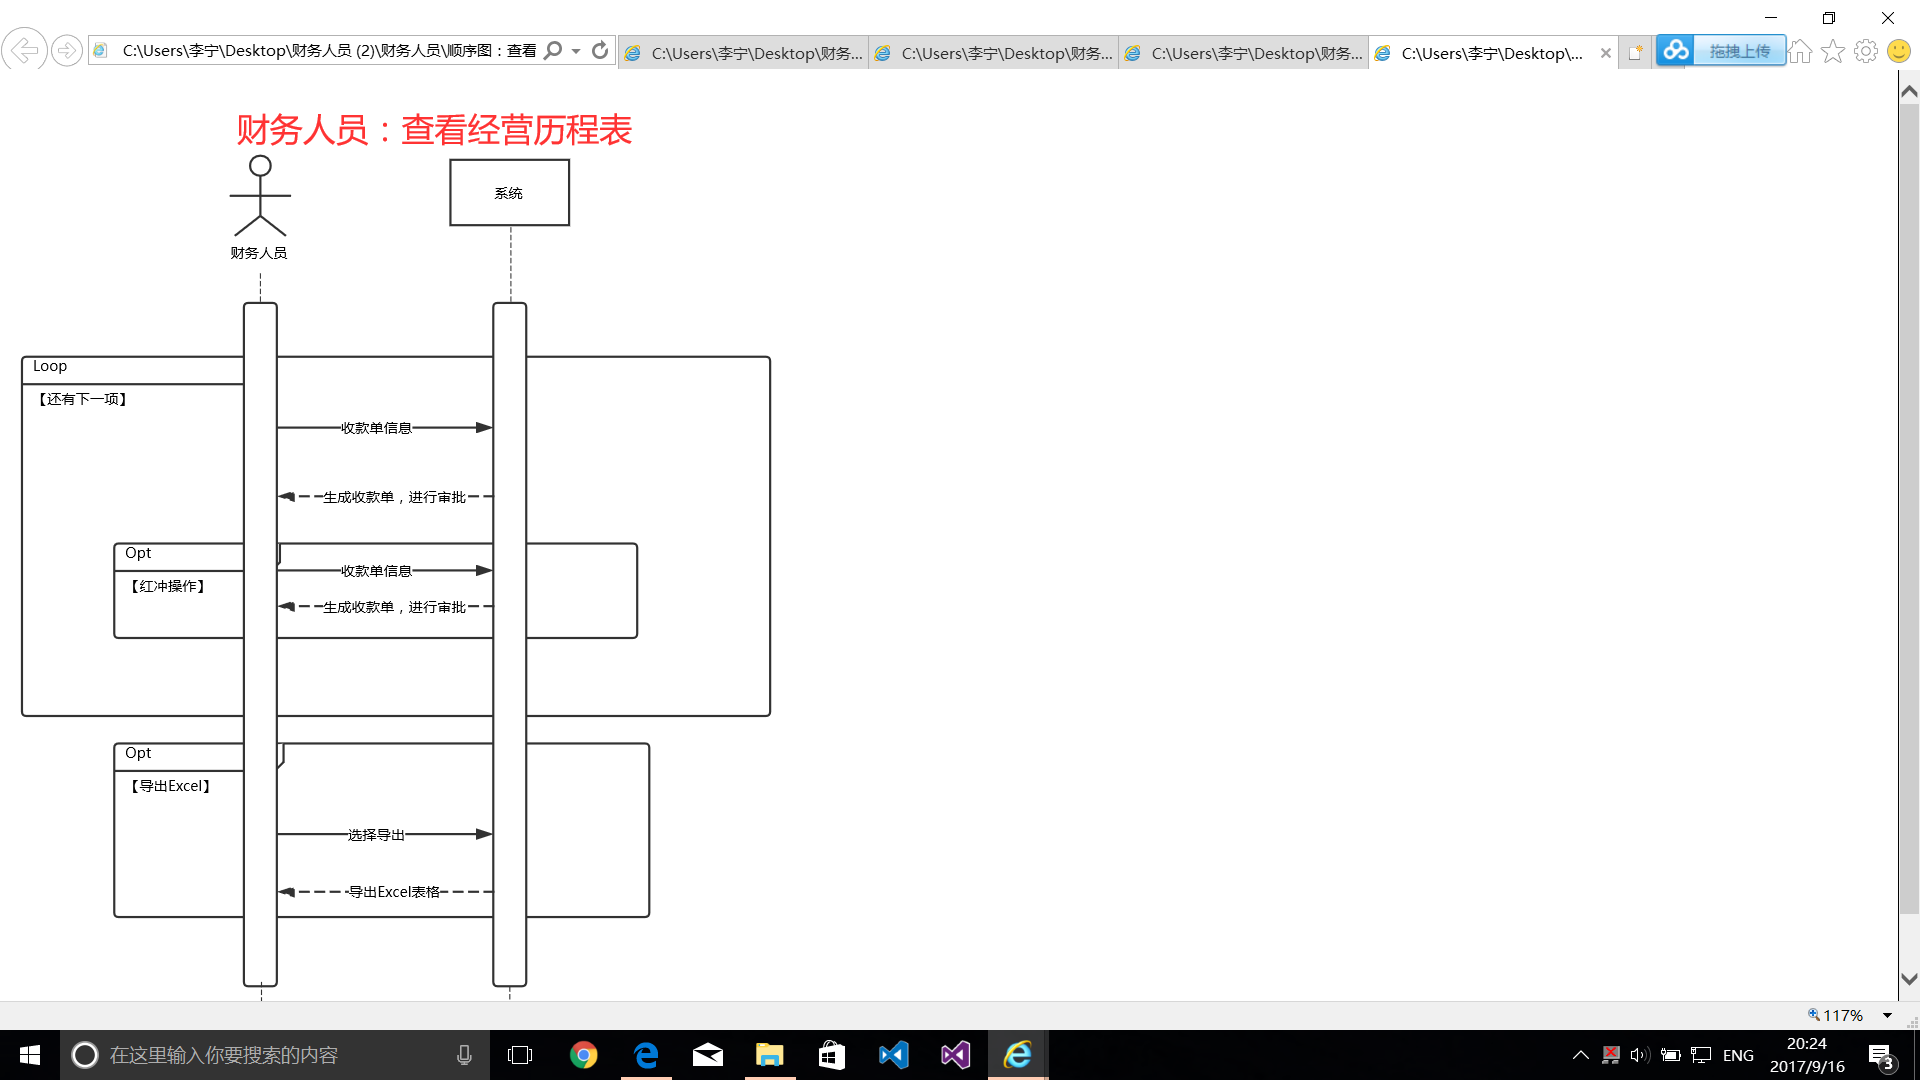 C:\Users\李宁\Desktop\财务人员 (2)\财务人员\顺序图：查看
C:\Users\李宁\Desktop\财务...
C:\Users\李宁\Desktop\财务...
C:\Users\李宁\Desktop\财务...
C:\Users\李宁\Desktop\...
拖拽上传
财务人员：查看经营历程表
系统
财务人员
Loop
【还有下一项】
收款单信息
生成收款单，进行审批
Opt
收款单信息
【红冲操作】
生成收款单，进行审批
Opt
【导出Excel】
选择导出
导出Excel表格
117%
在这里输入你要搜索的内容
ENG
20:24
2017/9/16
3